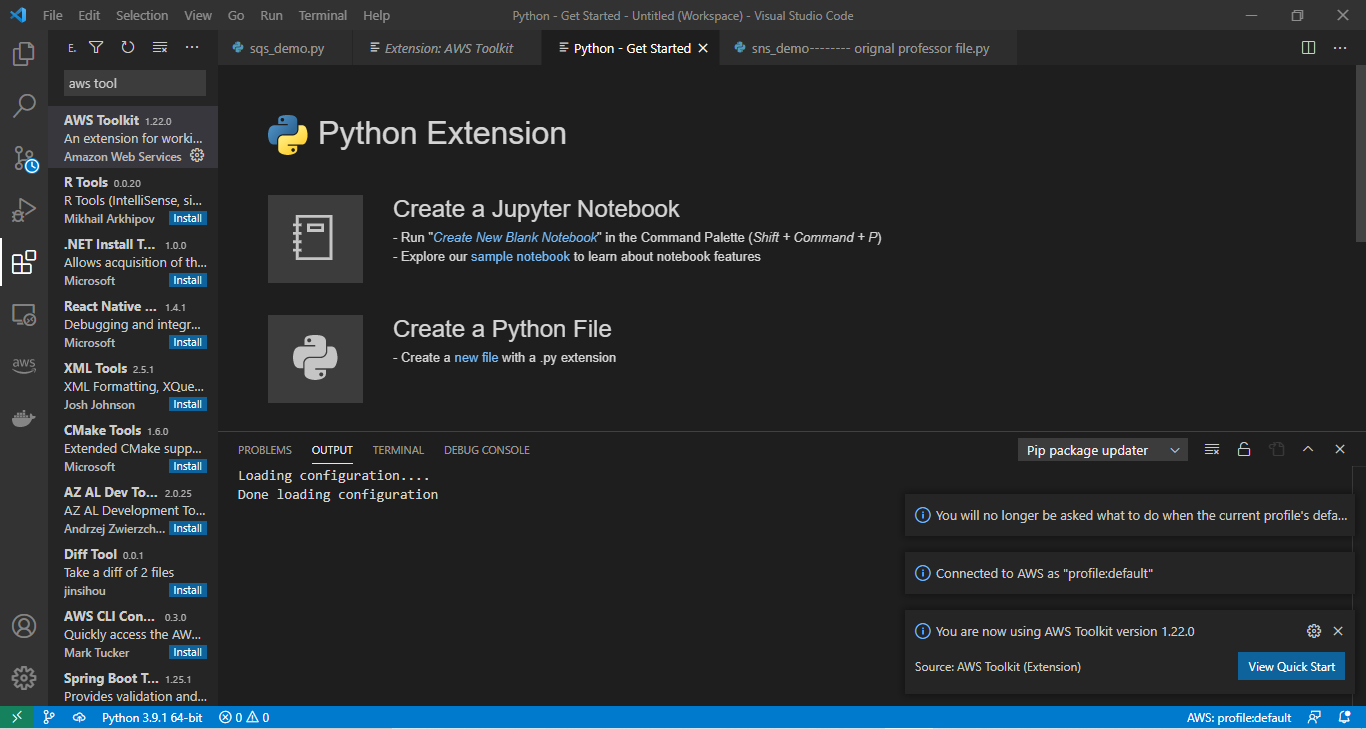 File Edit Selection View Go Run Terminal Help
Python - Get Started - Untitled (Workspace) - Visual Studio Code
E.
sqs_demo.py
Extension: AWS Toolkit
Python - Get Started
sns_demo-------- orignal professor file.py
aws tool
AWS Toolkit 1.22.0
An extension for worki...
Amazon Web Services
R Tools 0.0.20
R Tools (IntelliSense, si...
Mikhail Arkhipov Install
.NET Install T... 1.0.0
Allows acquisition of th...
Microsoft Install
React Native ... 1.4.1
Debugging and integr...
Microsoft Install
XML Tools 2.5.1
XML Formatting, XQue...
Josh Johnson Install
CMake Tools 1.6.0
Extended CMake supp...
Microsoft Install
AZ AL Dev To... 2.0.25
AZ AL Development To...
Andrzej Zwierzch... Install
Diff Tool 0.0.1
Take a diff of 2 files
jinsihou Install
AWS CLI Con... 0.3.0
Quickly access the AW...
Mark Tucker Install
Spring Boot T... 1.25.1
Provides validation and...
aws
Python Extension
Create a Jupyter Notebook
- Run "Create New Blank Notebook" in the Command Palette (Shift + Command + P)
- Explore our sample notebook to learn about notebook features
Create a Python File
- Create a new file with a .py extension
PROBLEMS OUTPUT TERMINAL DEBUG CONSOLE
Pip package updater
Loading configuration....
Done loading configuration
You will no longer be asked what to do when the current profile's defa...
Connected to AWS as "profile:default"
You are now using AWS Toolkit version 1.22.0
Source: AWS Toolkit (Extension)
View Quick Start
Python 3.9.1 64-bit
0 0
AWS: profile:default